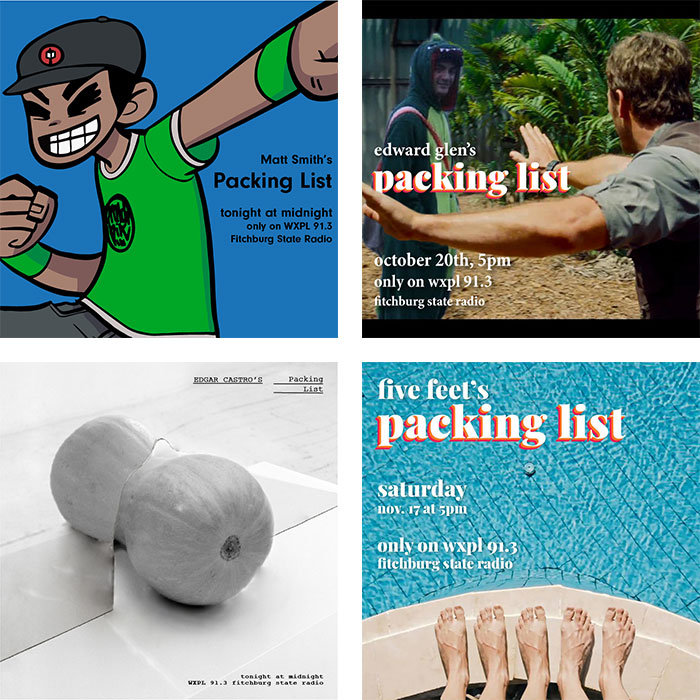 Matt Smith's
Packing List
tonight at midnight
only on WXPL 91.3
Fitchburg State Radio
edward glen's
packing list
october 20th, 5pm
only on wxpl 91.3
fitchburg state radio
EDGAR CASTRO'S Packing
List
tonight at midnight
WXPL 91.3 fitchburg state radio
five feet's
packing list
saturday
nov. 17 at 5pm
only on wxpl 91.3
fitchburg state radio